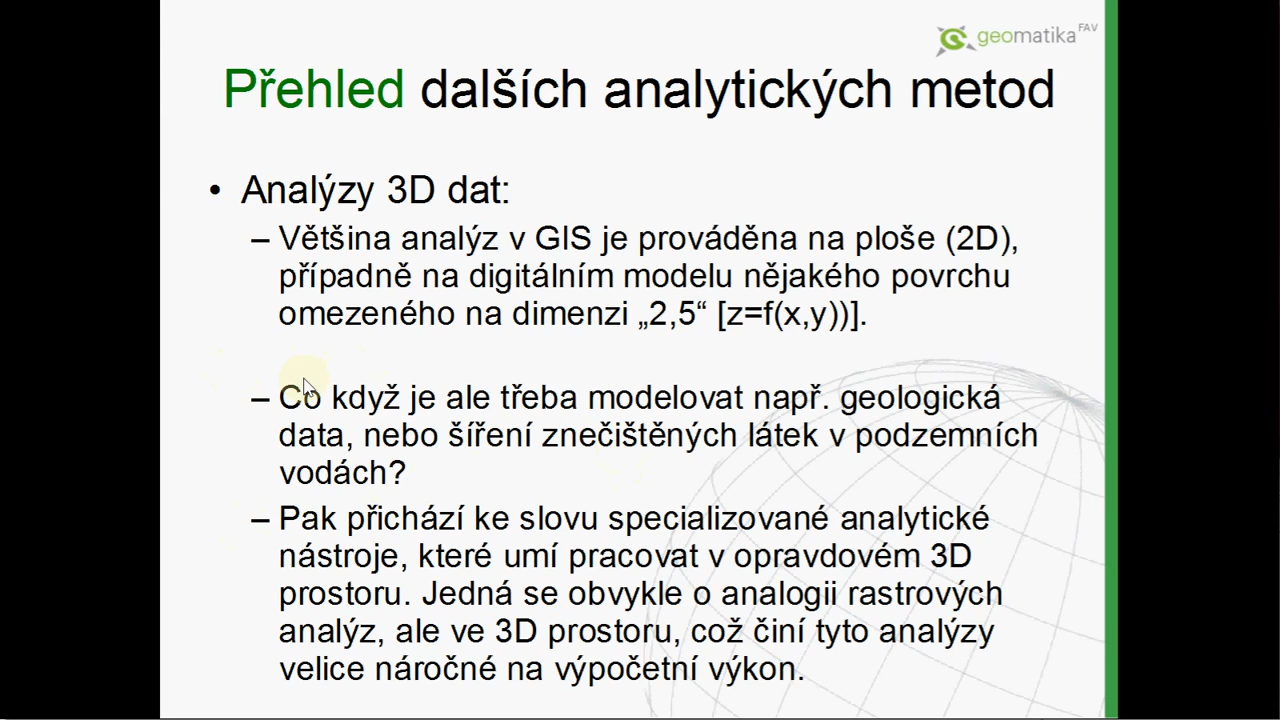 geomatika FAV
Přehled dalších analytických metod
• Analýzy 3D dat:
– Většina analýz v GIS je prováděna na ploše (2D),
případně na digitálním modelu nějakého povrchu
omezeného na dimenzi „2,5“ [z=f(x,y))].
– Co když je ale třeba modelovat např. geologická
data, nebo šíření znečištěných látek v podzemních
vodách?
– Pak přichází ke slovu specializované analytické
nástroje, které umí pracovat v opravdovém 3D
prostoru. Jedná se obvykle o analogii rastrových
analýz, ale ve 3D prostoru, což činí tyto analýzy
velice náročné na výpočetní výkon.